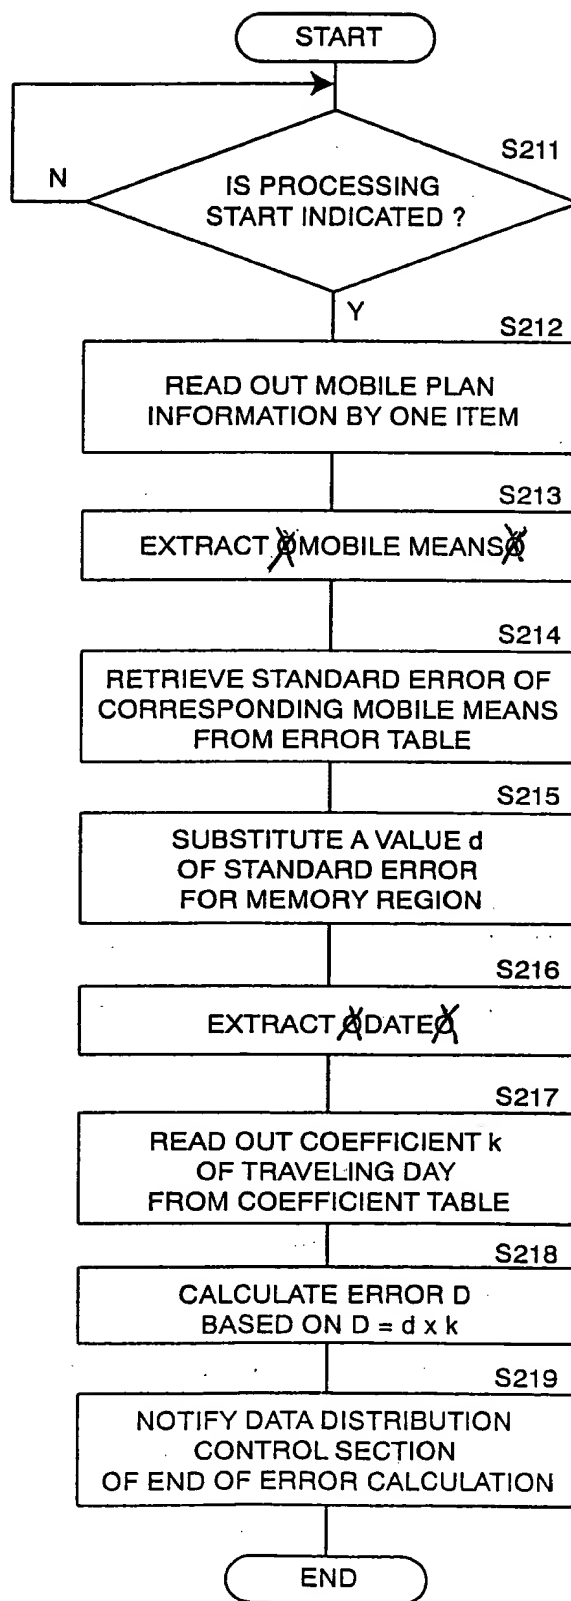 START
S211
N
IS PROCESSING
START INDICATED ?
Y
S212
READ OUT MOBILE PLAN
INFORMATION BY ONE ITEM
S213
EXTRACT MOBILE MEANS
S214
RETRIEVE STANDARD ERROR OF
CORRESPONDING MOBILE MEANS
FROM ERROR TABLE
S215
SUBSTITUTE A VALUE d
OF STANDARD ERROR
FOR MEMORY REGION
S216
EXTRACT DATE
S217
READ OUT COEFFICIENT k
OF TRAVELING DAY
FROM COEFFICIENT TABLE
S218
CALCULATE ERROR D
BASED ON D = d x k
S219
NOTIFY DATA DISTRIBUTION
CONTROL SECTION
OF END OF ERROR CALCULATION
END